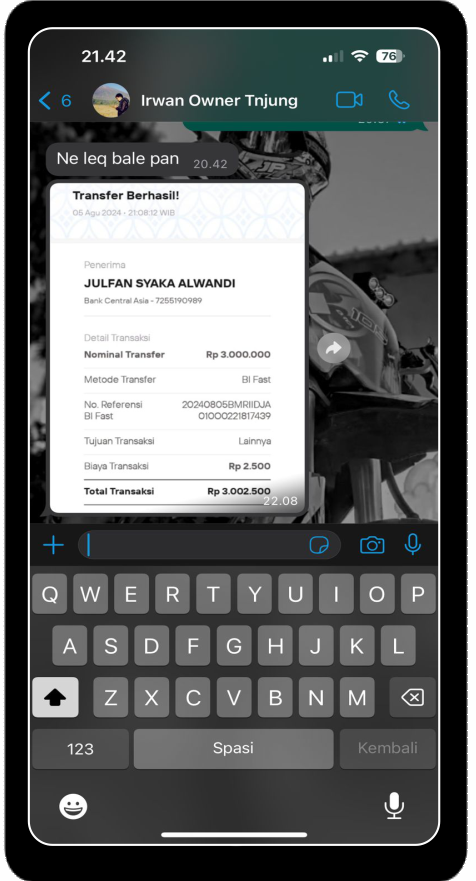 21.42
76
6
Irwan Owner Tnjung
Ne leq bale pan 20.42
Transfer Berhasil!
05 Agu 2024 - 21:08:12 WIB
Penerima
JULFAN SYAKA ALWANDI
Bank Central Asia - 7255190989
Detail Transaksi
Nominal Transfer Rp 3.000.000
Metode Transfer BI Fast
No. Referensi 20240805BMRIIDJA
BI Fast 01000221817439
Tujuan Transaksi Lainnya
Biaya Transaksi Rp 2.500
Total Transaksi Rp 3.002.500
22.08
Q W E R T Y U I O P
A S D F G H J K L
Z X C V B N M
123 Spasi Kembali